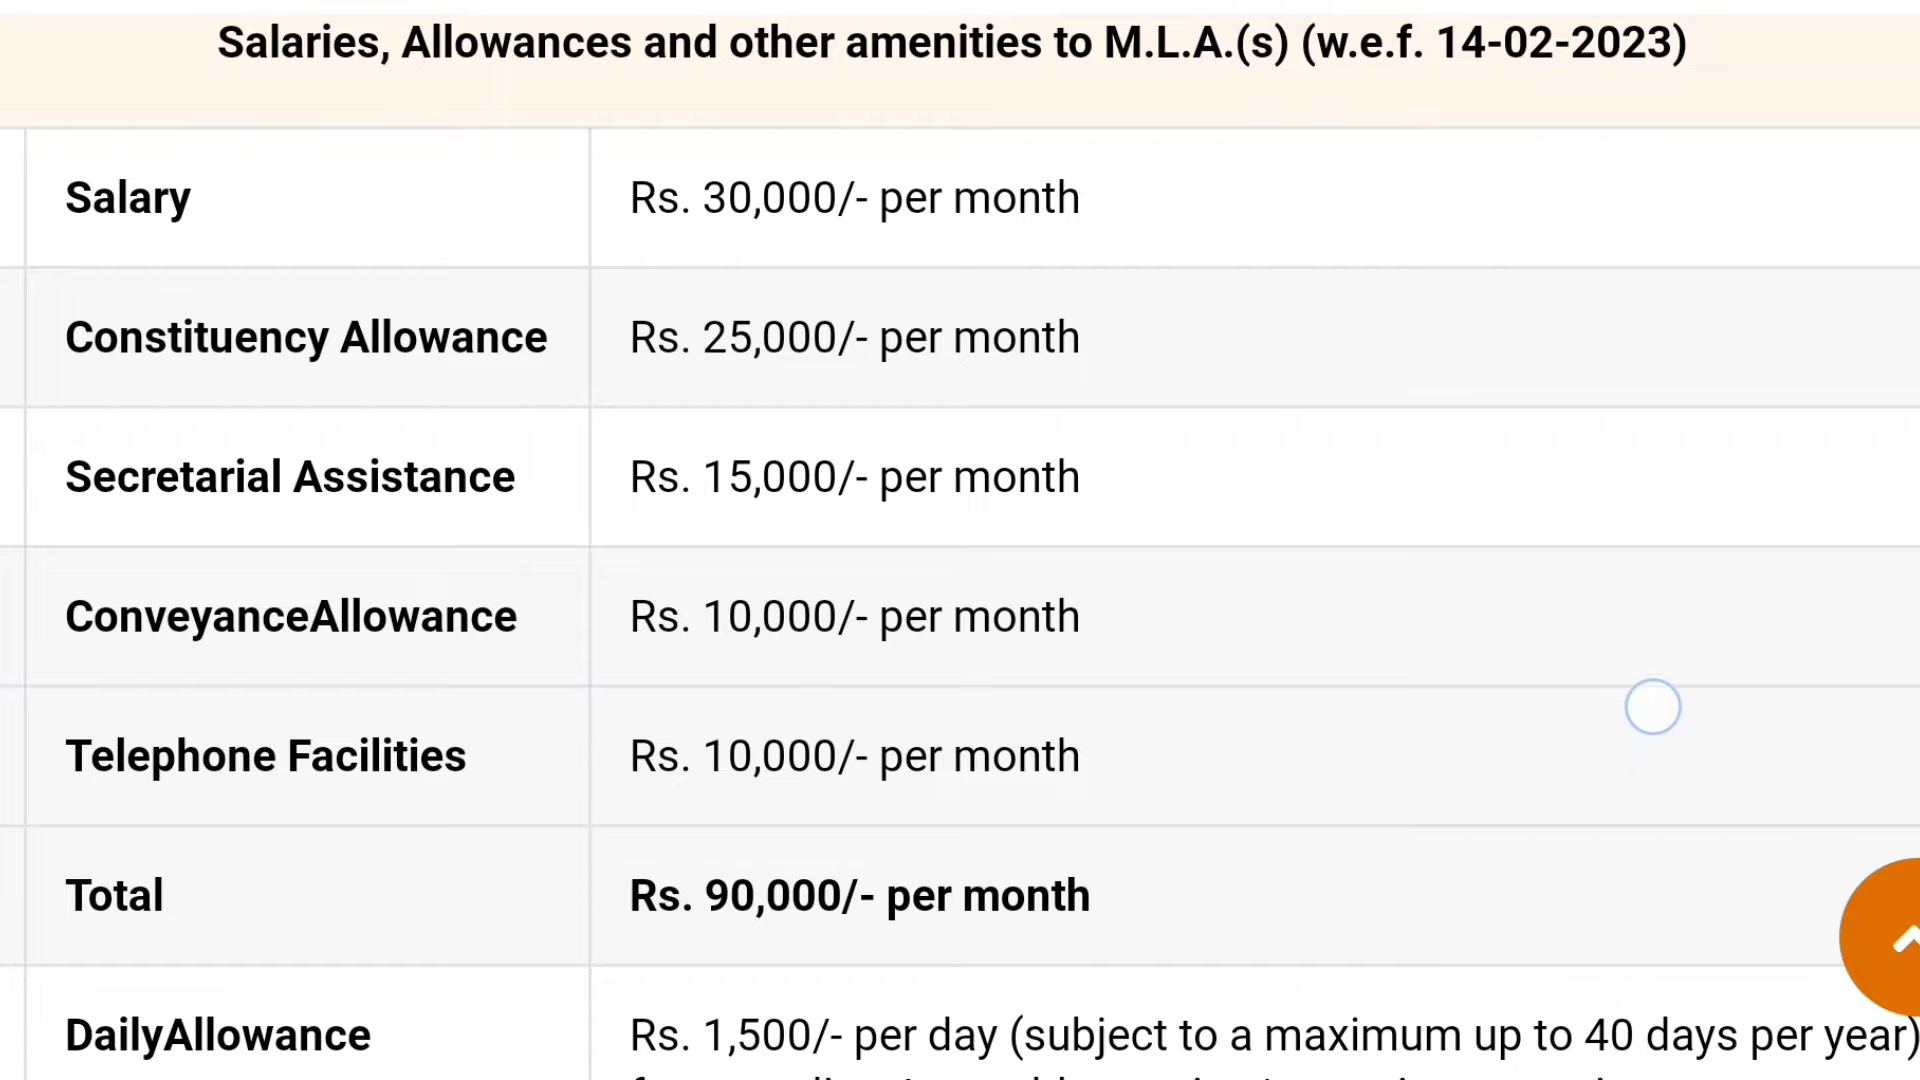 Salaries, Allowances and other amenities to M.L.A.(s) (w.e.f. 14-02-2023)
Salary Rs. 30,000/- per month
Constituency Allowance Rs. 25,000/- per month
Secretarial Assistance Rs. 15,000/- per month
ConveyanceAllowance Rs. 10,000/- per month
Telephone Facilities Rs. 10,000/- per month
Total Rs. 90,000/- per month
DailyAllowance Rs. 1,500/- per day (subject to a maximum up to 40 days per year)